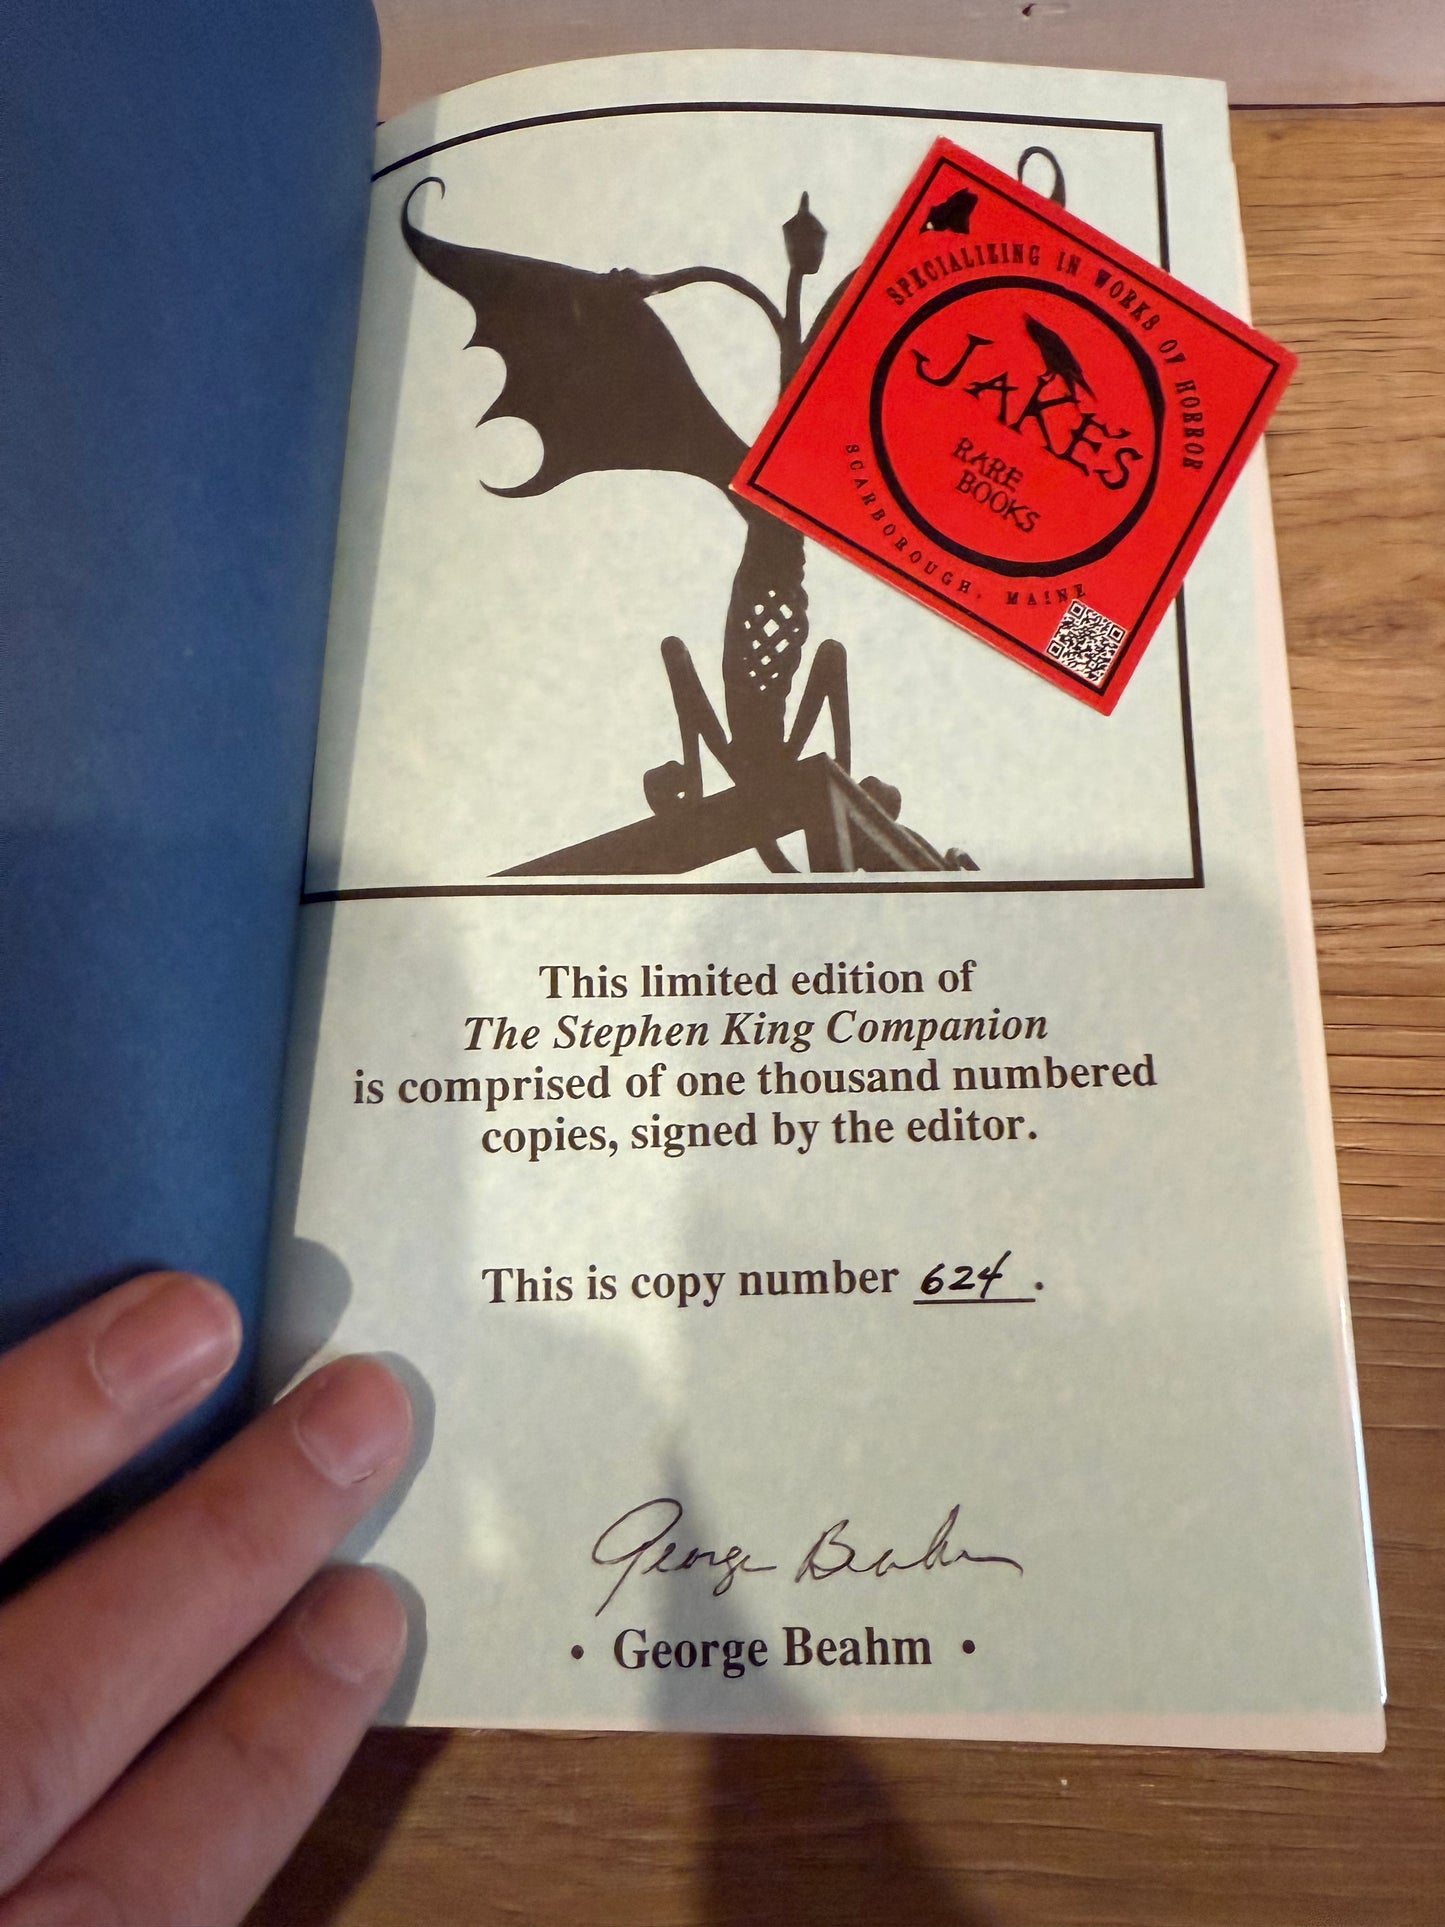 SPECIALIZING IN WORKS OF HORROR
JAKE'S
RARE
BOOKS
SCARBOROUGH, MAINE
This limited edition of
The Stephen King Companion
is comprised of one thousand numbered
copies, signed by the editor.
This is copy number 624.
George Beahm
• George Beahm •